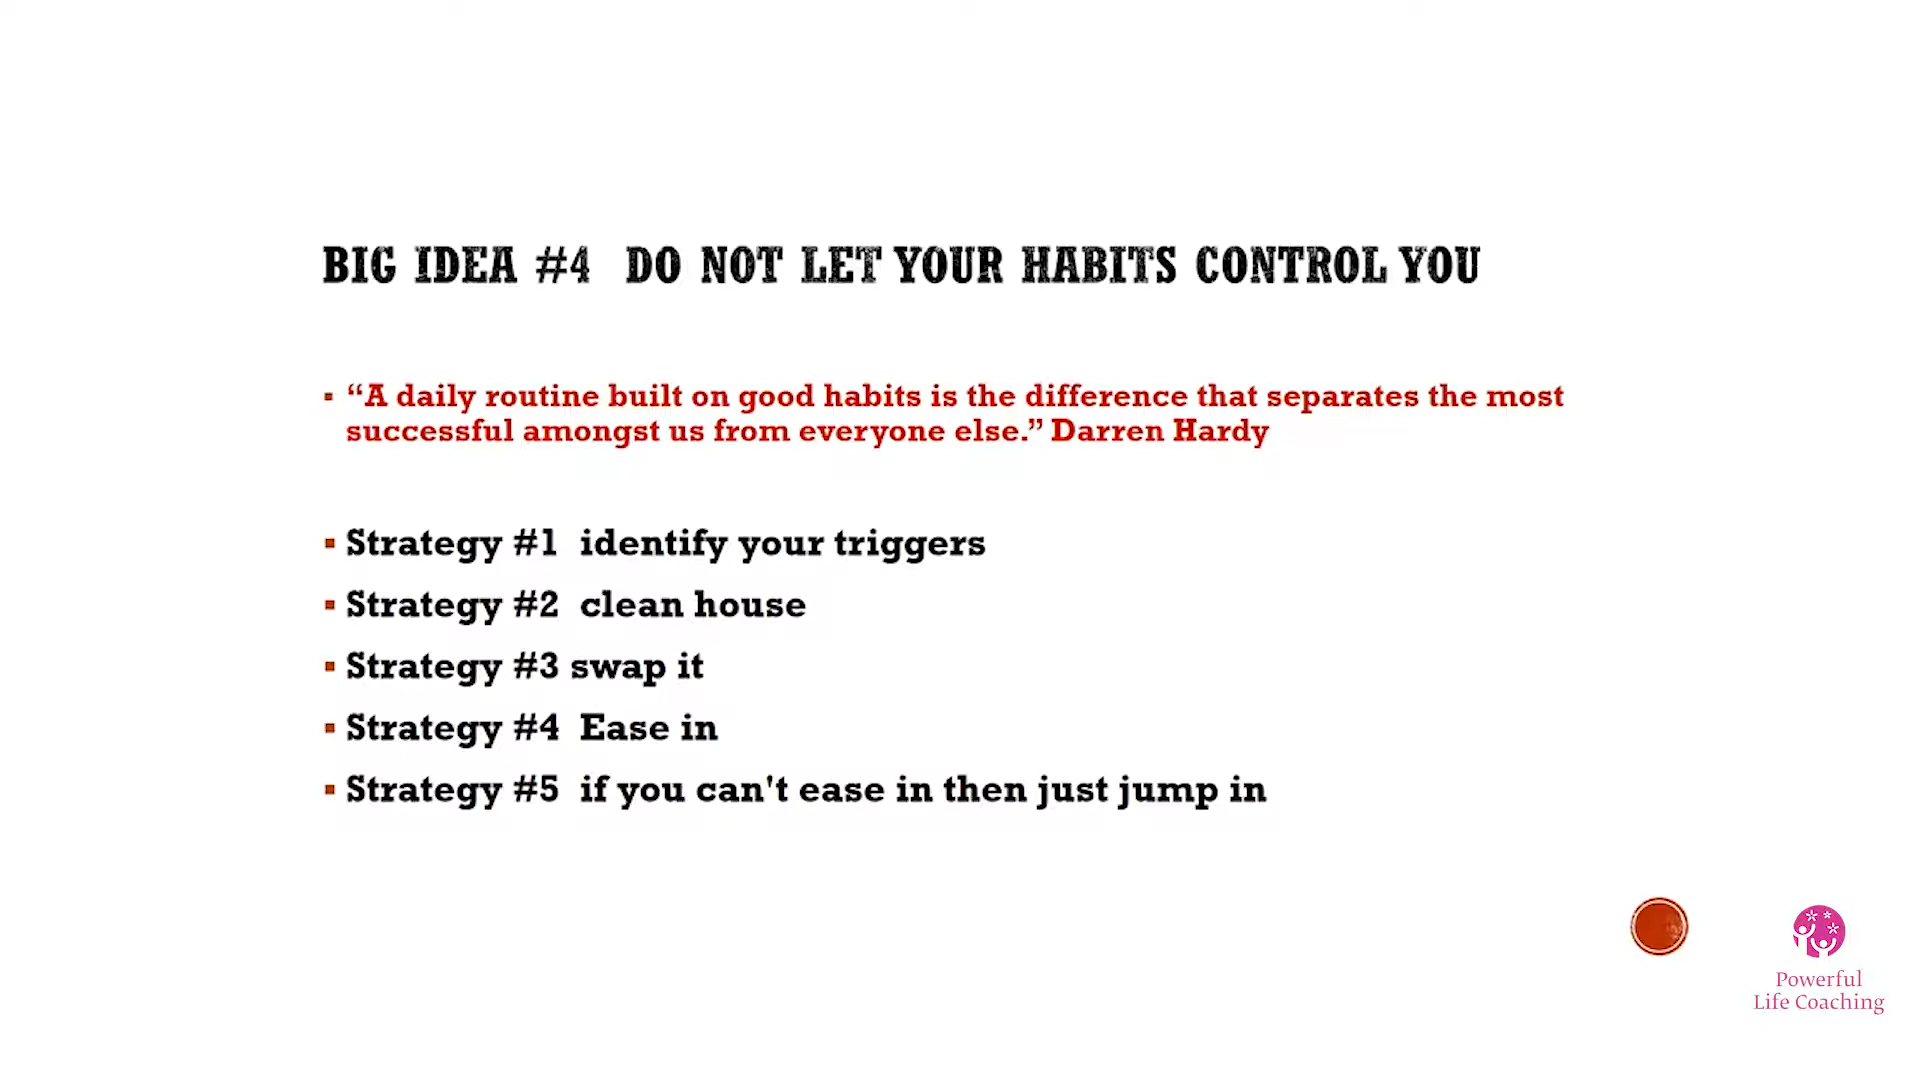 BIG IDEA #4 DO NOT LET YOUR HABITS CONTROL YOU
“A daily routine built on good habits is the difference that separates the most
successful amongst us from everyone else.” Darren Hardy
Strategy #1 identify your triggers
Strategy #2 clean house
Strategy #3 swap it
Strategy #4 Ease in
Strategy #5 if you can't ease in then just jump in
Powerful
Life Coaching